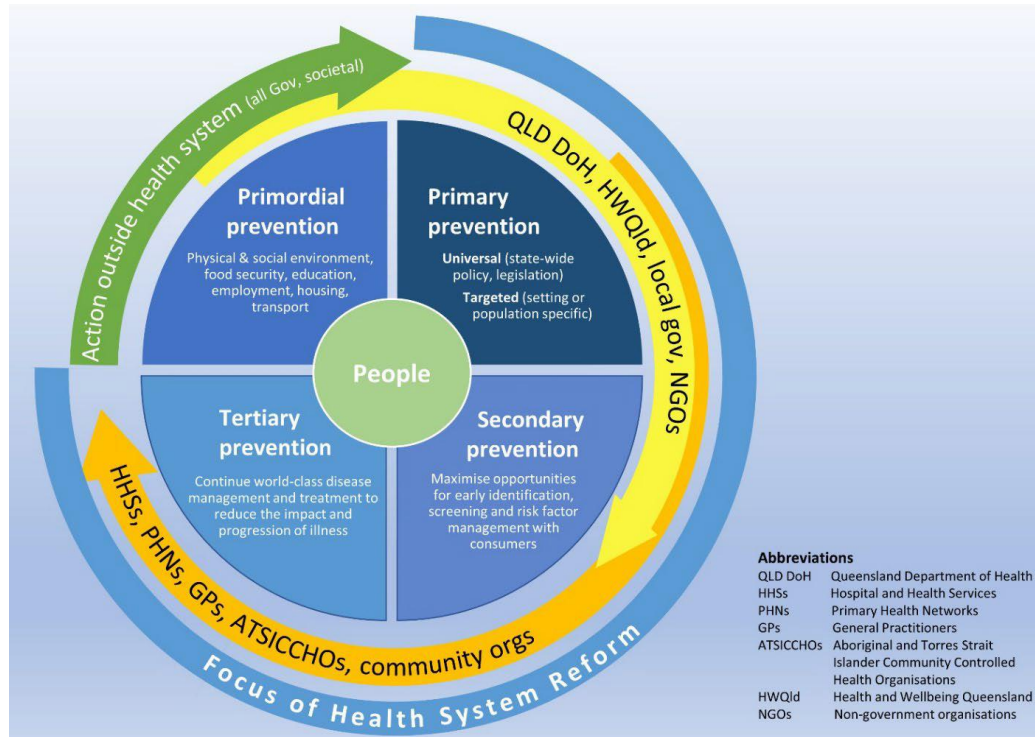 Action outside health system (all Gov, societal)
QLD DoH, HWQld, local gov, NGOs
Primordial
prevention
Physical & social environment,
food security, education,
employment, housing,
transport
Primary
prevention
Universal (state-wide
policy, legislation)
Targeted (setting or
population specific)
People
Tertiary
prevention
Continue world-class disease
management and treatment to
reduce the impact and
progression of illness
Secondary
prevention
Maximise opportunities
for early identification,
screening and risk factor
management with
consumers
HHSs, PHNs, GPs, ATSICCHOs, community orgs
Focus of Health System Reform
Abbreviations
QLD DoH Queensland Department of Health
HHSs Hospital and Health Services
PHNs Primary Health Networks
GPs General Practitioners
ATSICCHOs Aboriginal and Torres Strait
Islander Community Controlled
Health Organisations
HWQld Health and Wellbeing Queensland
NGOs Non-government organisations